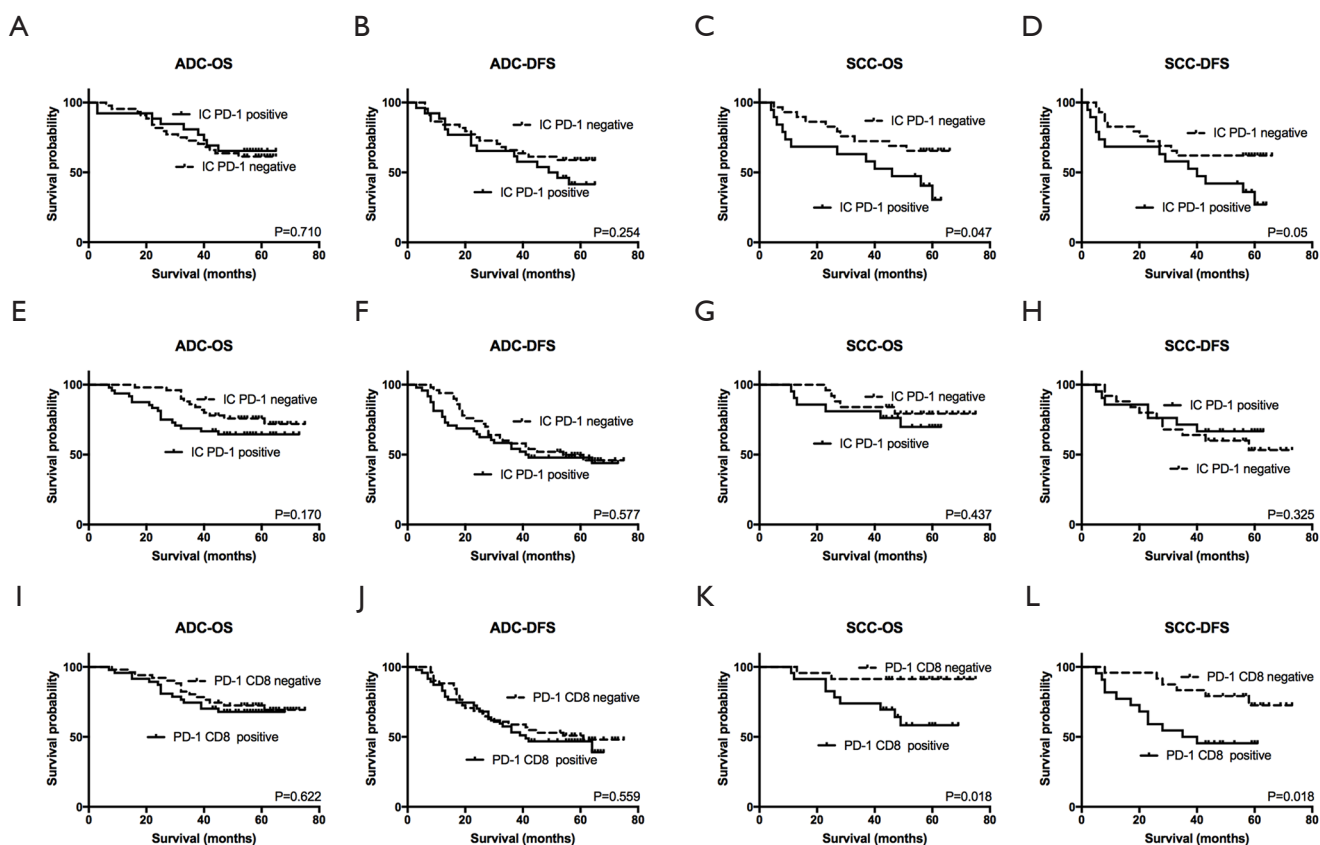 A
ADC-OS
Survival probability
100
50
0
IC PD-1 positive
IC PD-1 negative
P=0.710
0 20 40 60 80
Survival (months)
B
ADC-DFS
Survival probability
100
50
0
IC PD-1 negative
IC PD-1 positive
P=0.254
0 20 40 60 80
Survival (months)
C
SCC-OS
Survival probability
100
50
0
IC PD-1 negative
IC PD-1 positive
P=0.047
0 20 40 60 80
Survival (months)
D
SCC-DFS
Survival probability
100
50
0
IC PD-1 negative
IC PD-1 positive
P=0.05
0 20 40 60 80
Survival (months)
E
ADC-OS
Survival probability
100
50
0
IC PD-1 negative
IC PD-1 positive
P=0.170
0 20 40 60 80
Survival (months)
F
ADC-DFS
Survival probability
100
50
0
IC PD-1 negative
IC PD-1 positive
P=0.577
0 20 40 60 80
Survival (months)
G
SCC-OS
Survival probability
100
50
0
IC PD-1 negative
IC PD-1 positive
P=0.437
0 20 40 60 80
Survival (months)
H
SCC-DFS
Survival probability
100
50
0
IC PD-1 positive
IC PD-1 negative
P=0.325
0 20 40 60 80
Survival (months)
I
ADC-OS
Survival probability
100
50
0
PD-1 CD8 negative
PD-1 CD8 positive
P=0.622
0 20 40 60 80
Survival (months)
J
ADC-DFS
Survival probability
100
50
0
PD-1 CD8 negative
PD-1 CD8 positive
P=0.559
0 20 40 60 80
Survival (months)
K
SCC-OS
Survival probability
100
50
0
PD-1 CD8 negative
PD-1 CD8 positive
P=0.018
0 20 40 60 80
Survival (months)
L
SCC-DFS
Survival probability
100
50
0
PD-1 CD8 negative
PD-1 CD8 positive
P=0.018
0 20 40 60 80
Survival (months)